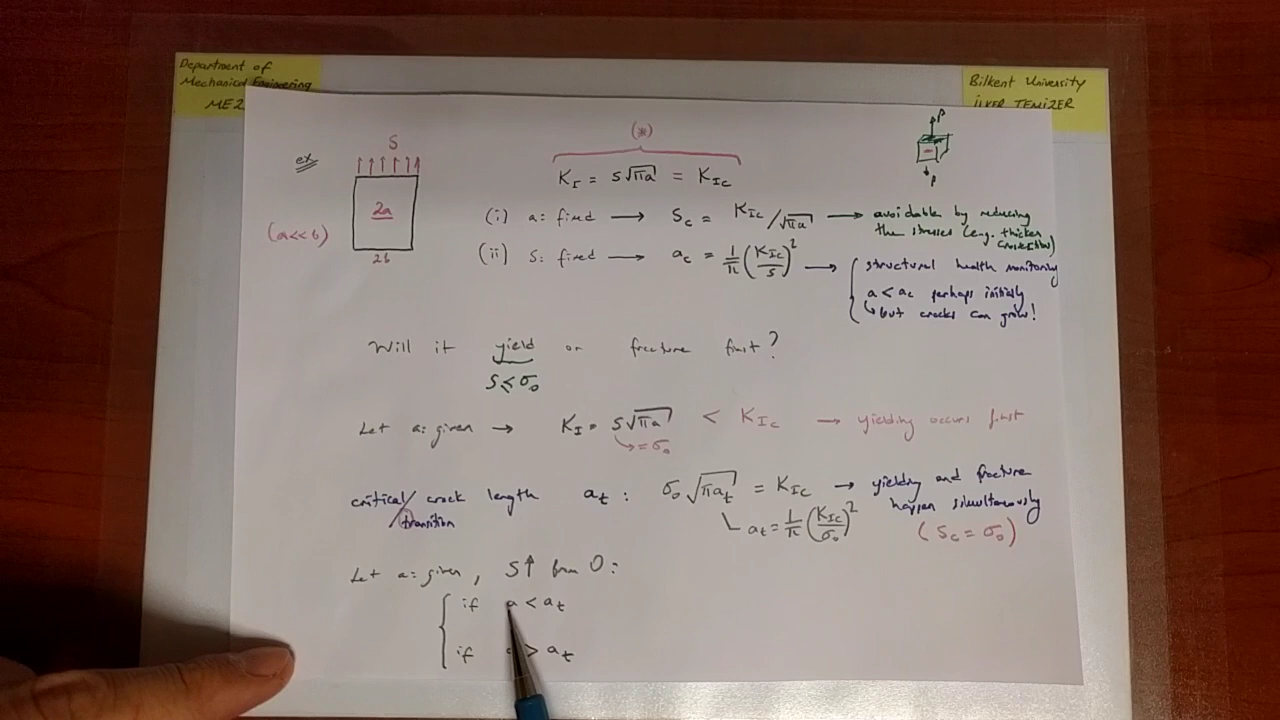 Department of
Mechanical Engineering
ME2
Bilkent University
İLKER TEMİZER
ex
S
2a
(a<<b)
2b
(*)
K_I = S√πa = K_Ic
P
P
(i) a: fixed → S_c = K_Ic/√πa → avoidable by reducing
the stresses (e.g. thicker
cross section)
(ii) S: fixed → a_c = 1/π (K_Ic/S)² → { structural health monitoring
a < a_c perhaps initially
↳ but cracks can grow!
Will it yield or fracture first?
S ≤ σ₀
Let a: given → K_I = S√πa < K_Ic → yielding occurs first
↳ = σ₀
critical/ crack length a_t : σ₀√πa_t = K_Ic → yielding and fracture
transition happen simultaneously
a_t = 1/π (K_Ic/σ₀)² (S_c = σ₀)
Let a: given, S↑ from 0:
if a < a_t
if > a_t